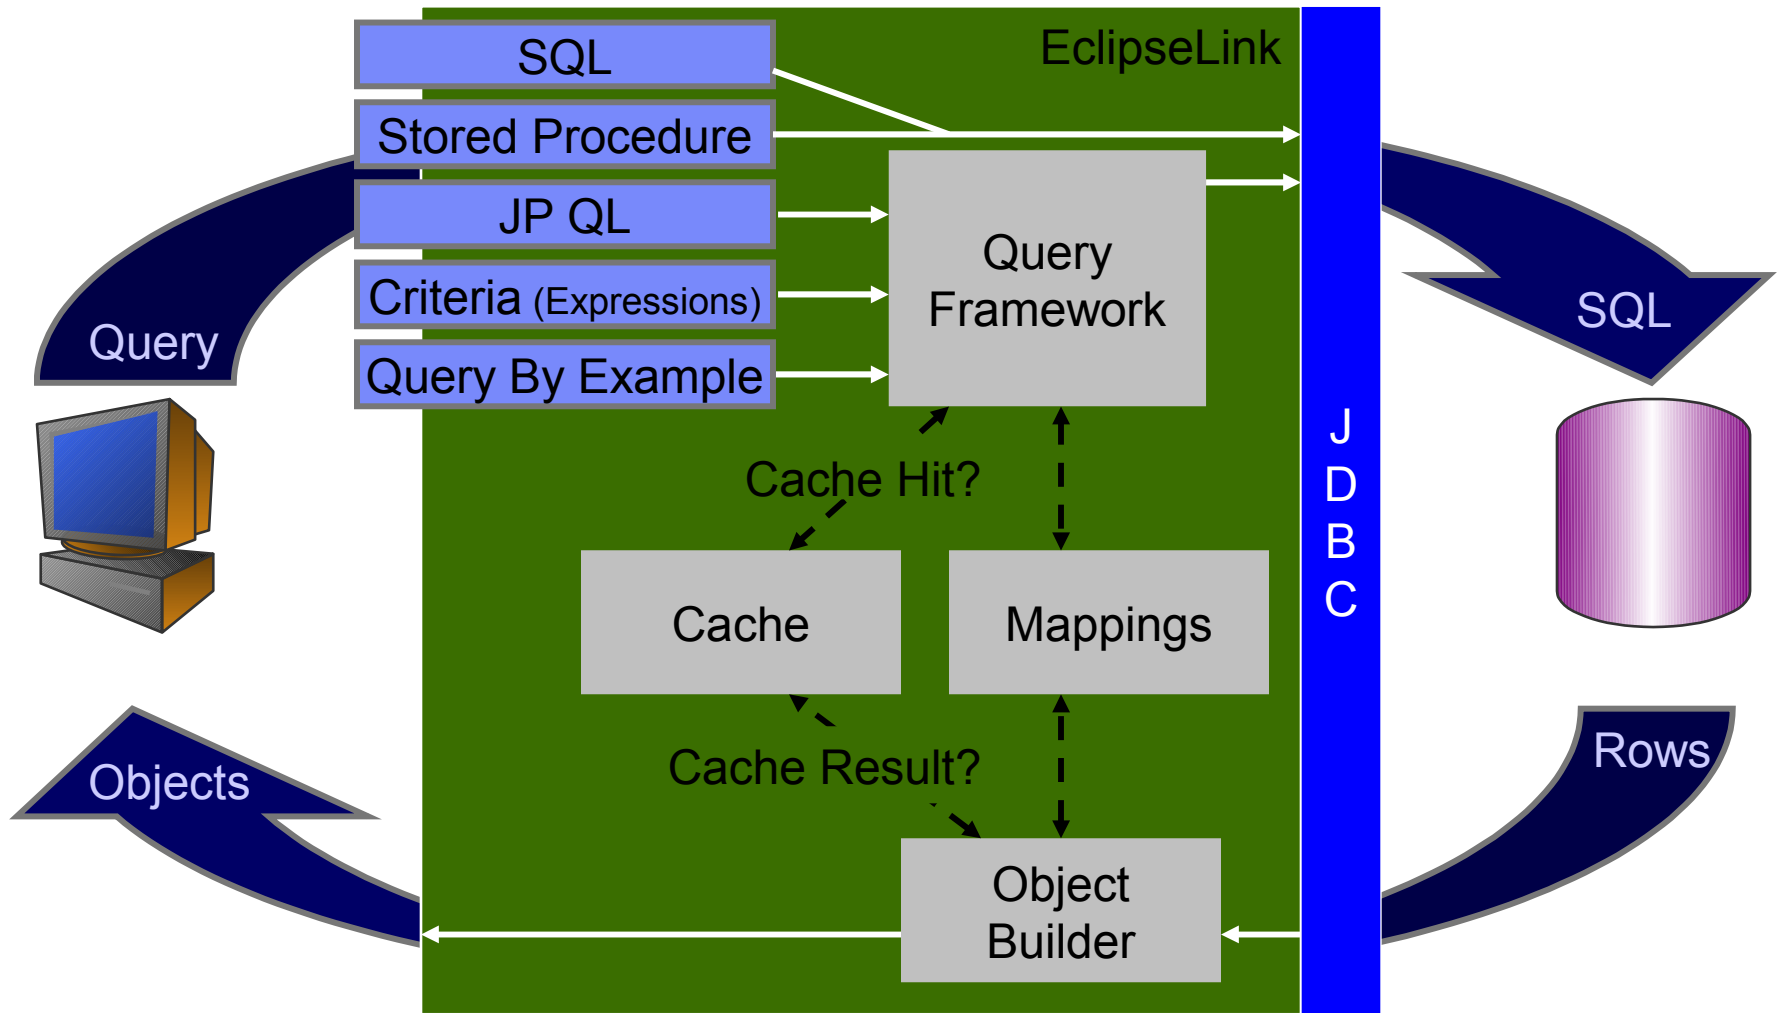 SQL
EclipseLink
Stored Procedure
JP QL
Criteria (Expressions)
Query By Example
Query
Framework
Query
SQL
J
D
B
C
Cache Hit?
Cache
Mappings
Cache Result?
Objects
Rows
Object
Builder